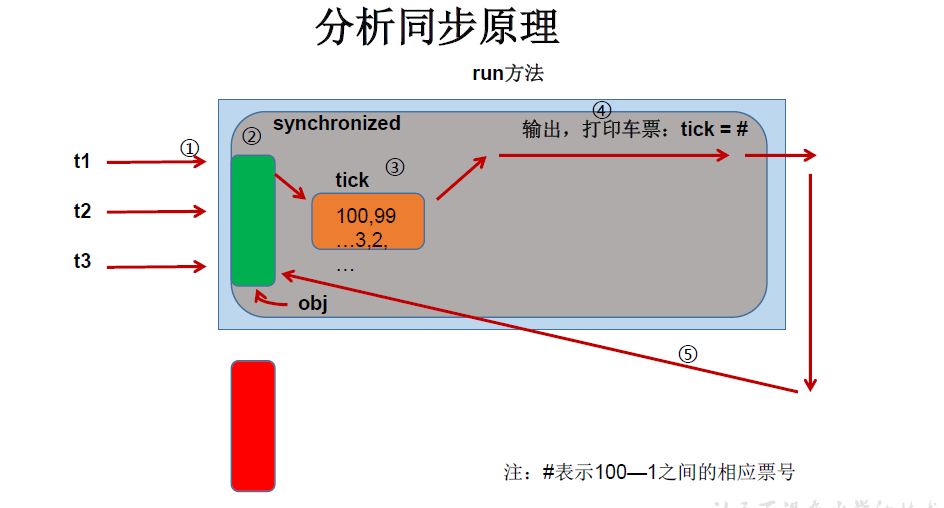 分析同步原理
run方法
④
synchronized
输出，打印车票：tick = #
②
①
t1
③
tick
100,99
t2
…3,2,
t3
…
obj
⑤
注：#表示100—1之间的相应票号